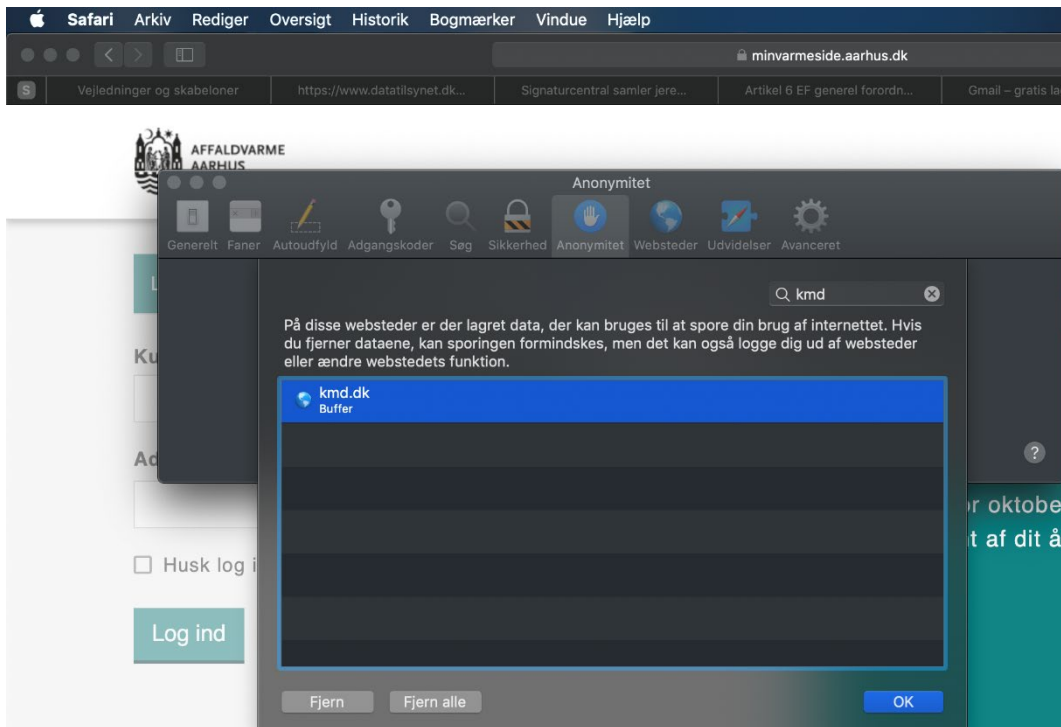 Safari Arkiv Rediger Oversigt Historik Bogmærker Vindue Hjælp
minvarmeside.aarhus.dk
S Vejledninger og skabeloner https://www.datatilsynet.dk... Signaturcentral samler jere... Artikel 6 EF generel forordn... Gmail – gratis la
AFFALDVARME
AARHUS
Anonymitet
Generelt Faner Autoudfyld Adgangskoder Søg Sikkerhed Anonymitet Websteder Udvidelser Avanceret
L
kmd
På disse websteder er der lagret data, der kan bruges til at spore din brug af internettet. Hvis
du fjerner dataene, kan sporingen formindskes, men det kan også logge dig ud af websteder
eller ændre webstedets funktion.
Ku
kmd.dk
Buffer
Ad
?
or oktobe
t af dit å
Husk log i
Log ind
Fjern Fjern alle OK